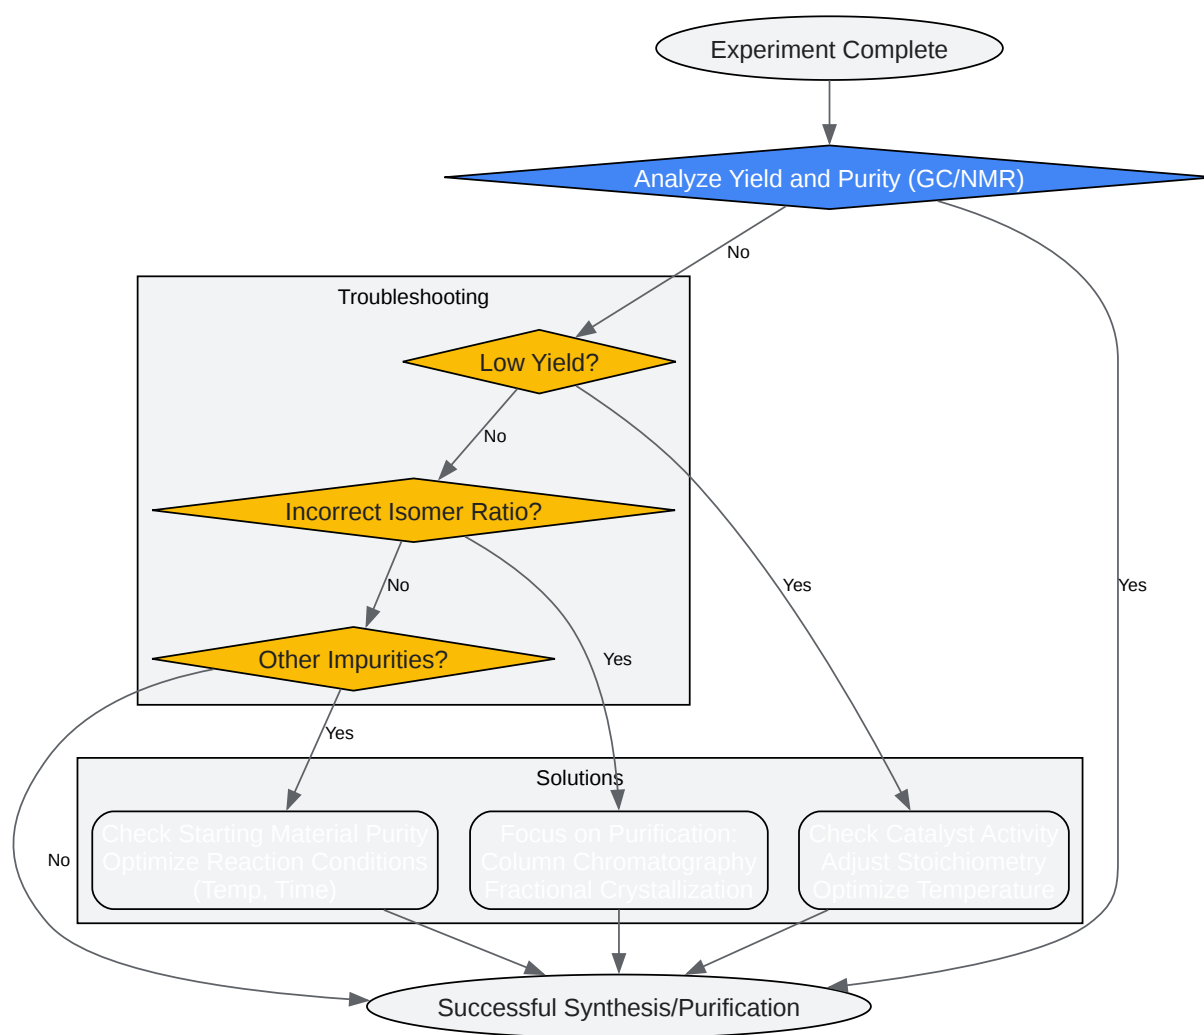 Experiment Complete
Analyze Yield and Purity (GC/NMR)
No
Troubleshooting
Low Yield?
No
Incorrect Isomer Ratio?
No
Yes
Yes
Other Impurities?
Yes
Yes
Solutions
Check Starting Material Purity
Optimize Reaction Conditions
(Temp, Time)
Focus on Purification:
Column Chromatography
Fractional Crystallization
Check Catalyst Activity
Adjust Stoichiometry
Optimize Temperature
No
Successful Synthesis/Purification